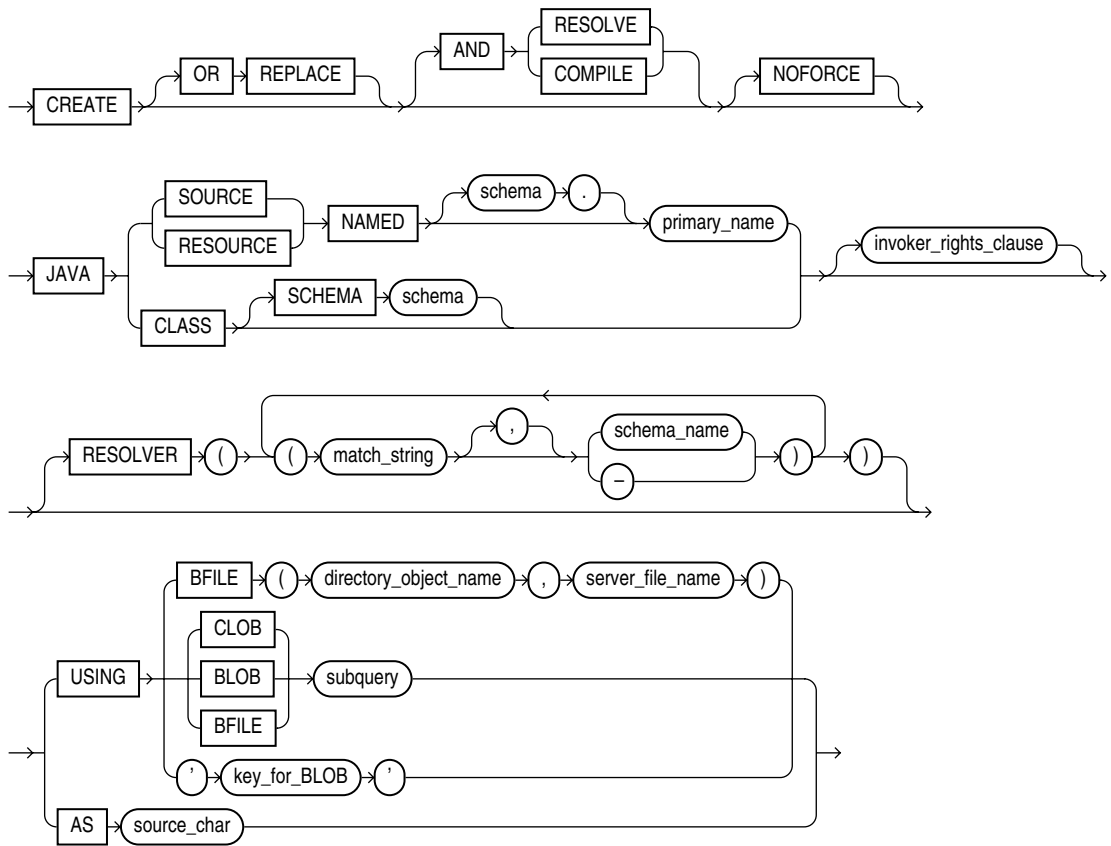 RESOLVE
OR REPLACE AND COMPILE NOFORCE
CREATE
SOURCE schema .
RESOURCE NAMED primary_name invoker_rights_clause
JAVA
SCHEMA schema
CLASS
RESOLVER ( ( match_string , schema_name ) )
–
BFILE ( directory_object_name , server_file_name )
CLOB
USING BLOB subquery
BFILE
’ key_for_BLOB ’
AS source_char